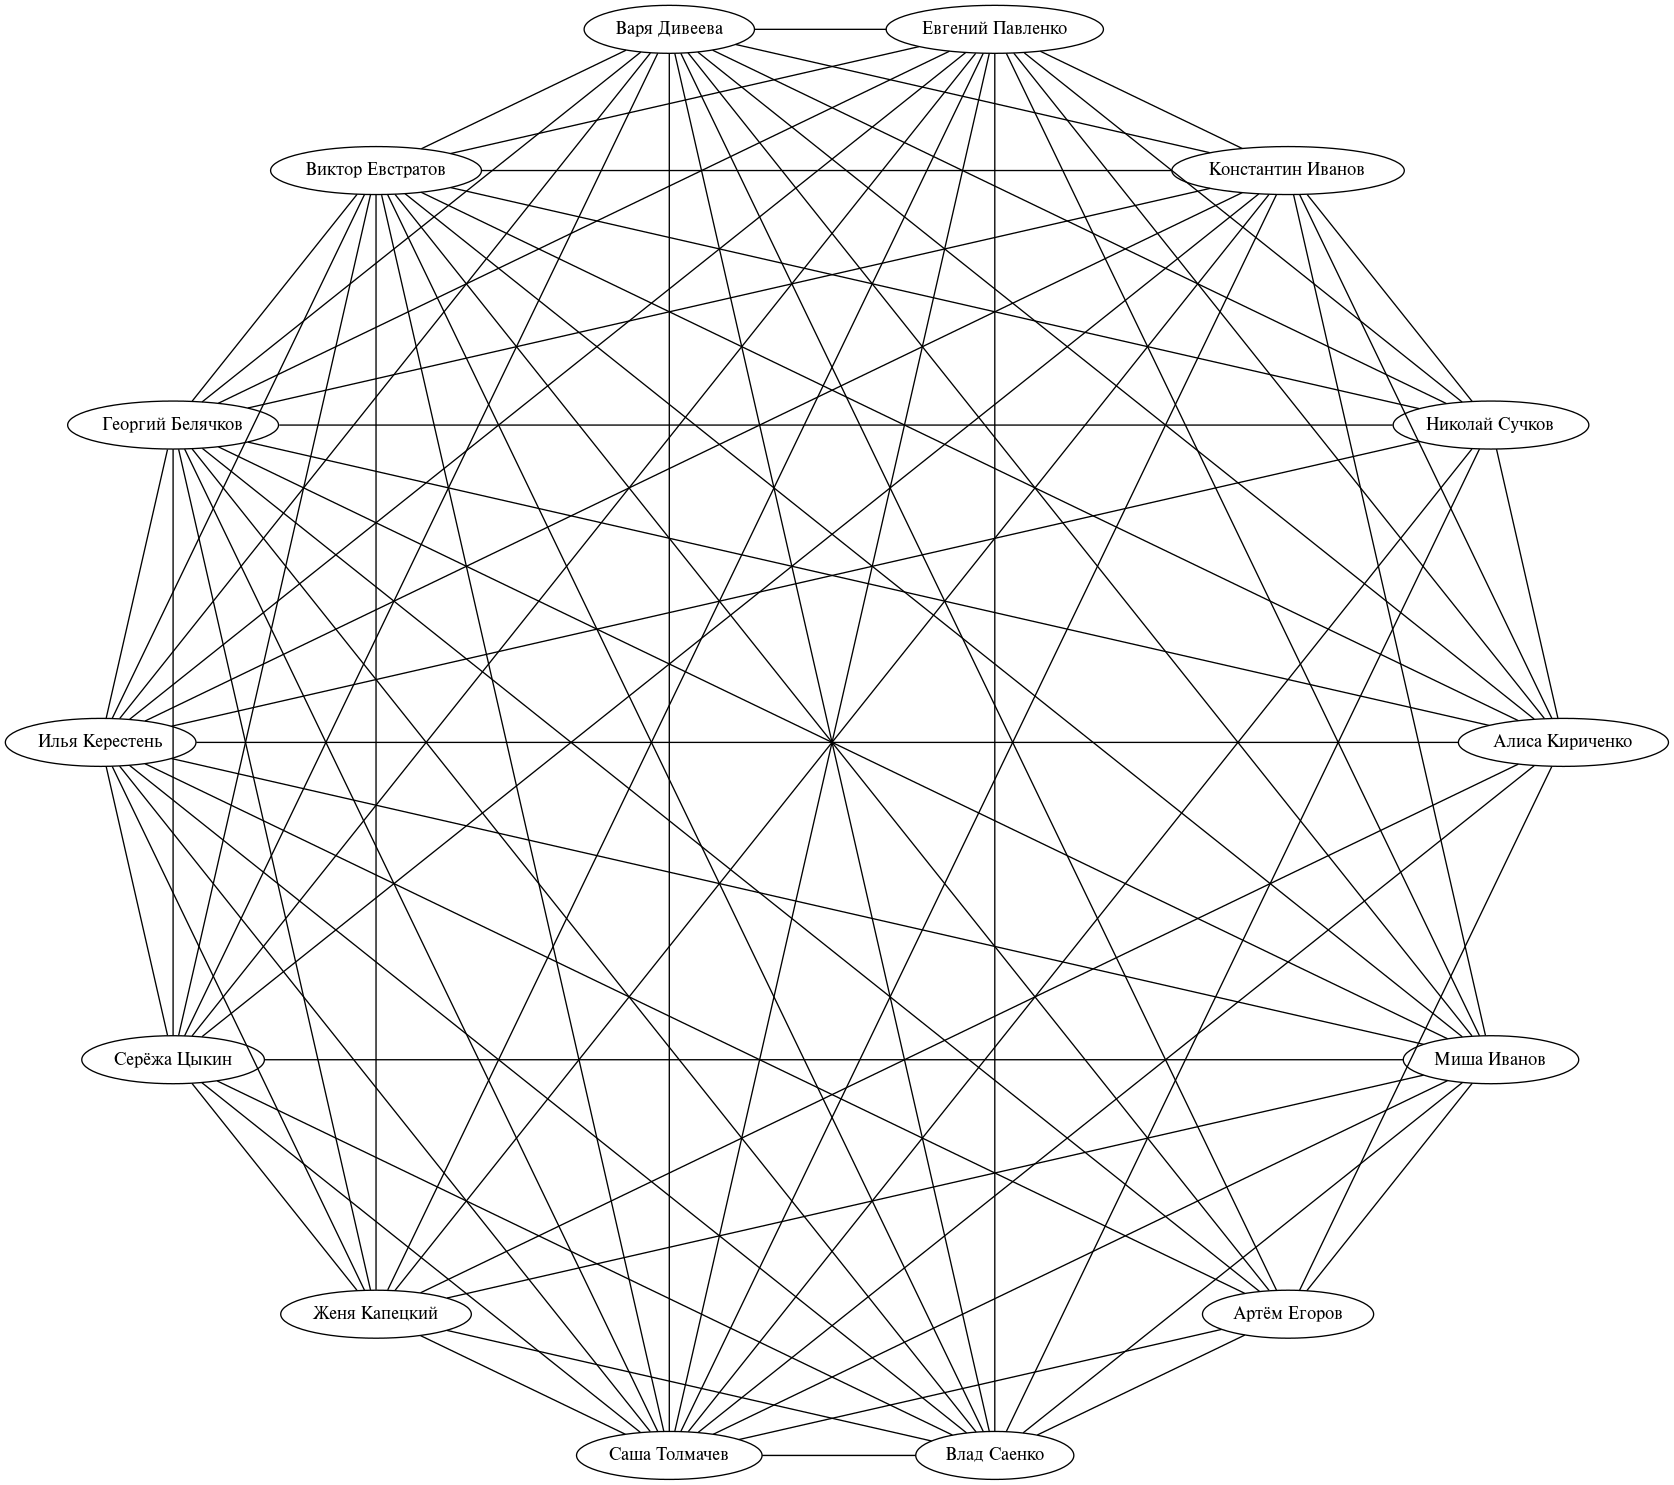 Варя Дивеева
Евгений Павленко
Виктор Евстратов
Константин Иванов
Георгий Белячков
Николай Сучков
Илья Керестень
Алиса Кириченко
Серёжа Цыкин
Миша Иванов
Женя Капецкий
Артём Егоров
Саша Толмачев
Влад Саенко